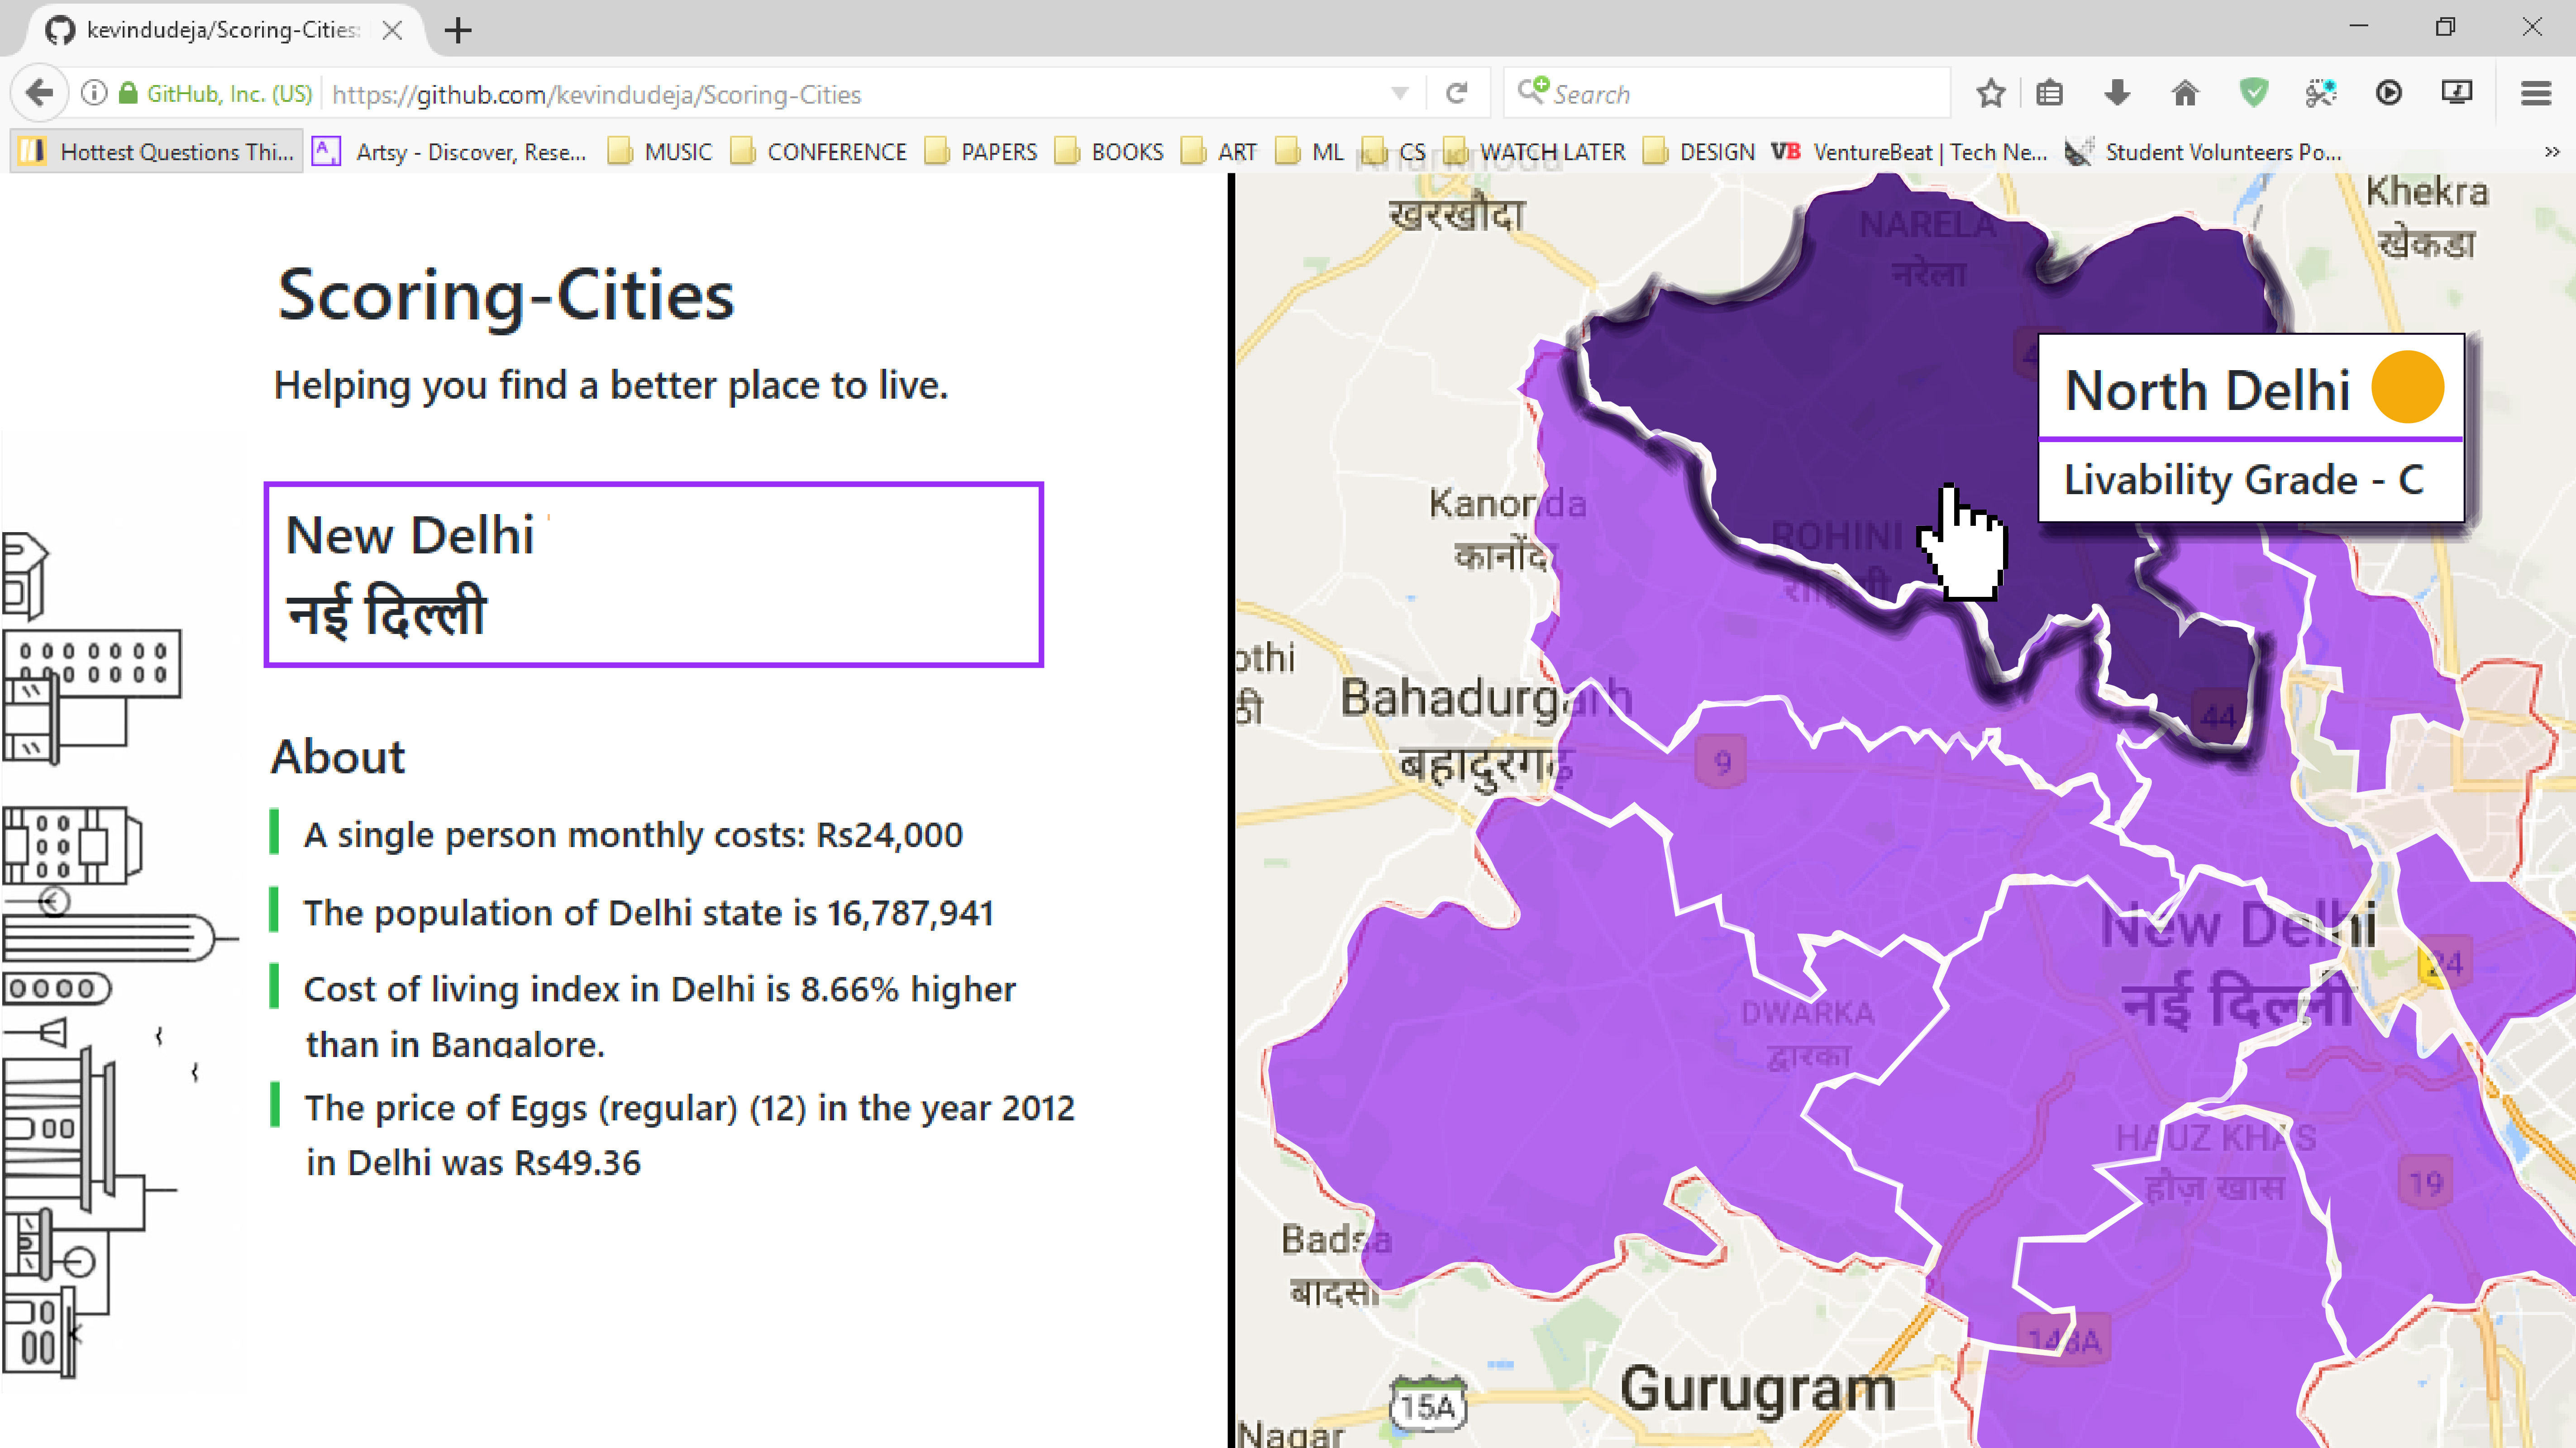 kevindudeja/Scoring-Cities:
GitHub, Inc. (US)
https://github.com/kevindudeja/Scoring-Cities
Search
Hottest Questions Thi...
Artsy - Discover, Rese...
MUSIC
CONFERENCE
PAPERS
BOOKS
ART
ML
CS
WATCH LATER
DESIGN
VB VentureBeat | Tech Ne...
Student Volunteers Po...
Scoring-Cities
Helping you find a better place to live.
New Delhi
नई दिल्ली
About
A single person monthly costs: Rs24,000
The population of Delhi state is 16,787,941
Cost of living index in Delhi is 8.66% higher
than in Bangalore.
The price of Eggs (regular) (12) in the year 2012
in Delhi was Rs49.36
खरखौदा
NARELA
नरेला
Khekra
खेकडा
North Delhi
Livability Grade - C
Kanonda
कानोंदा
ROHINI
Bahadurgarh
बहादुरगढ़
44
9
New Delhi
नई दिल्ली
24
DWARKA
द्वारका
HAUZ KHAS
हौज़ खास
19
Badsa
बादसा
148A
Gurugram
15A
Nagar